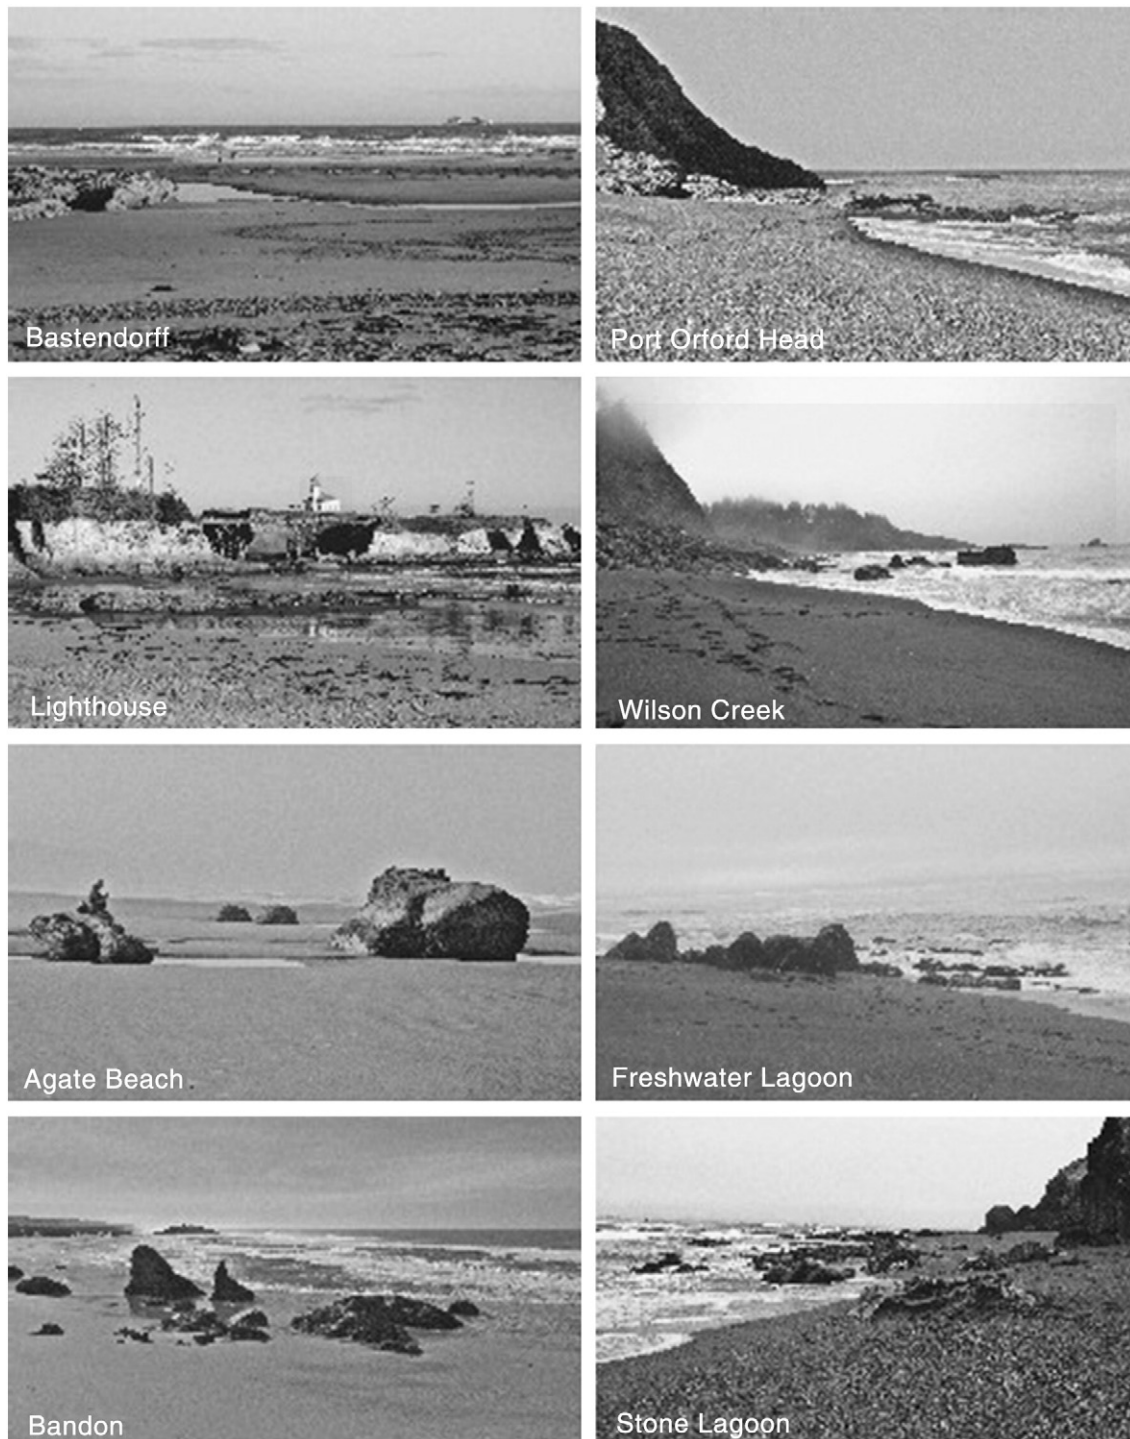 Bastendorff
Port Orford Head
Lighthouse
Wilson Creek
Agate Beach
Freshwater Lagoon
Bandon
Stone Lagoon